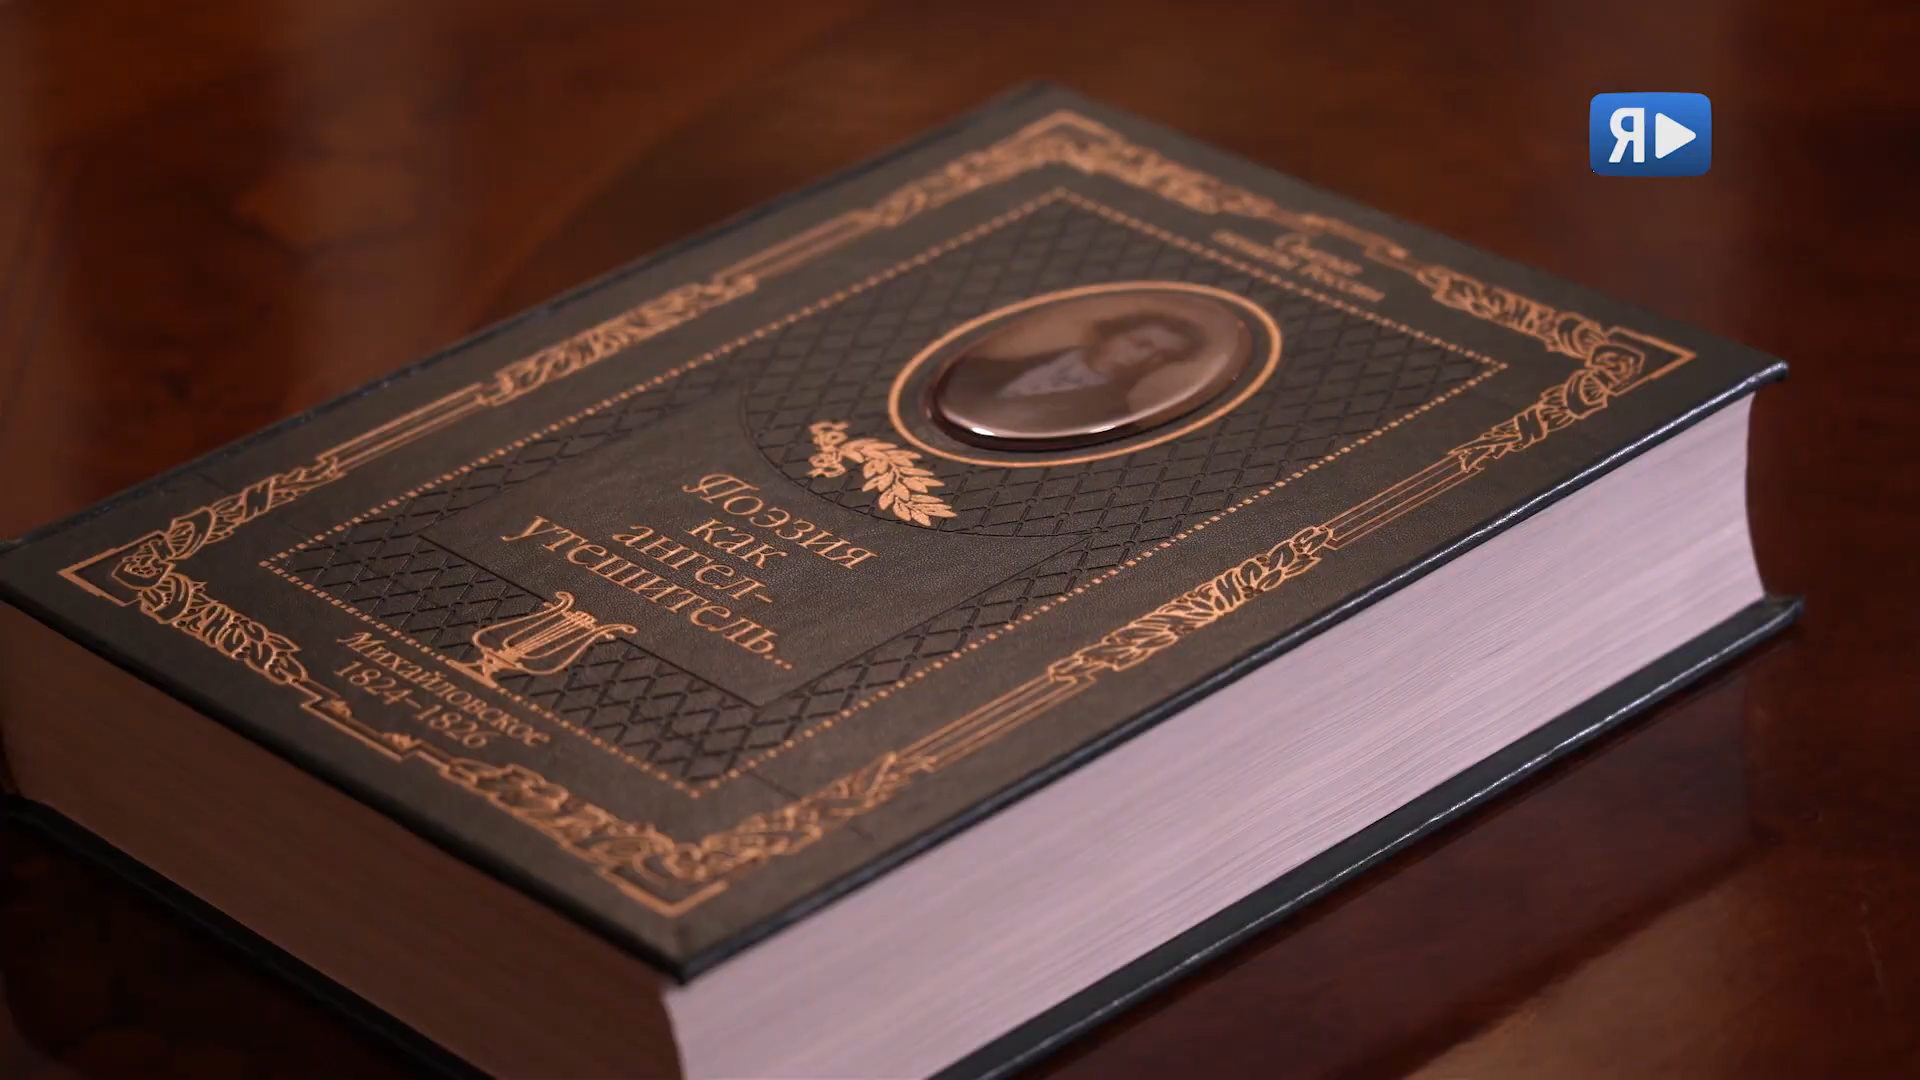 Я
Поэзия
как
ангел-
утешитель..
Михайловское
1824–1826